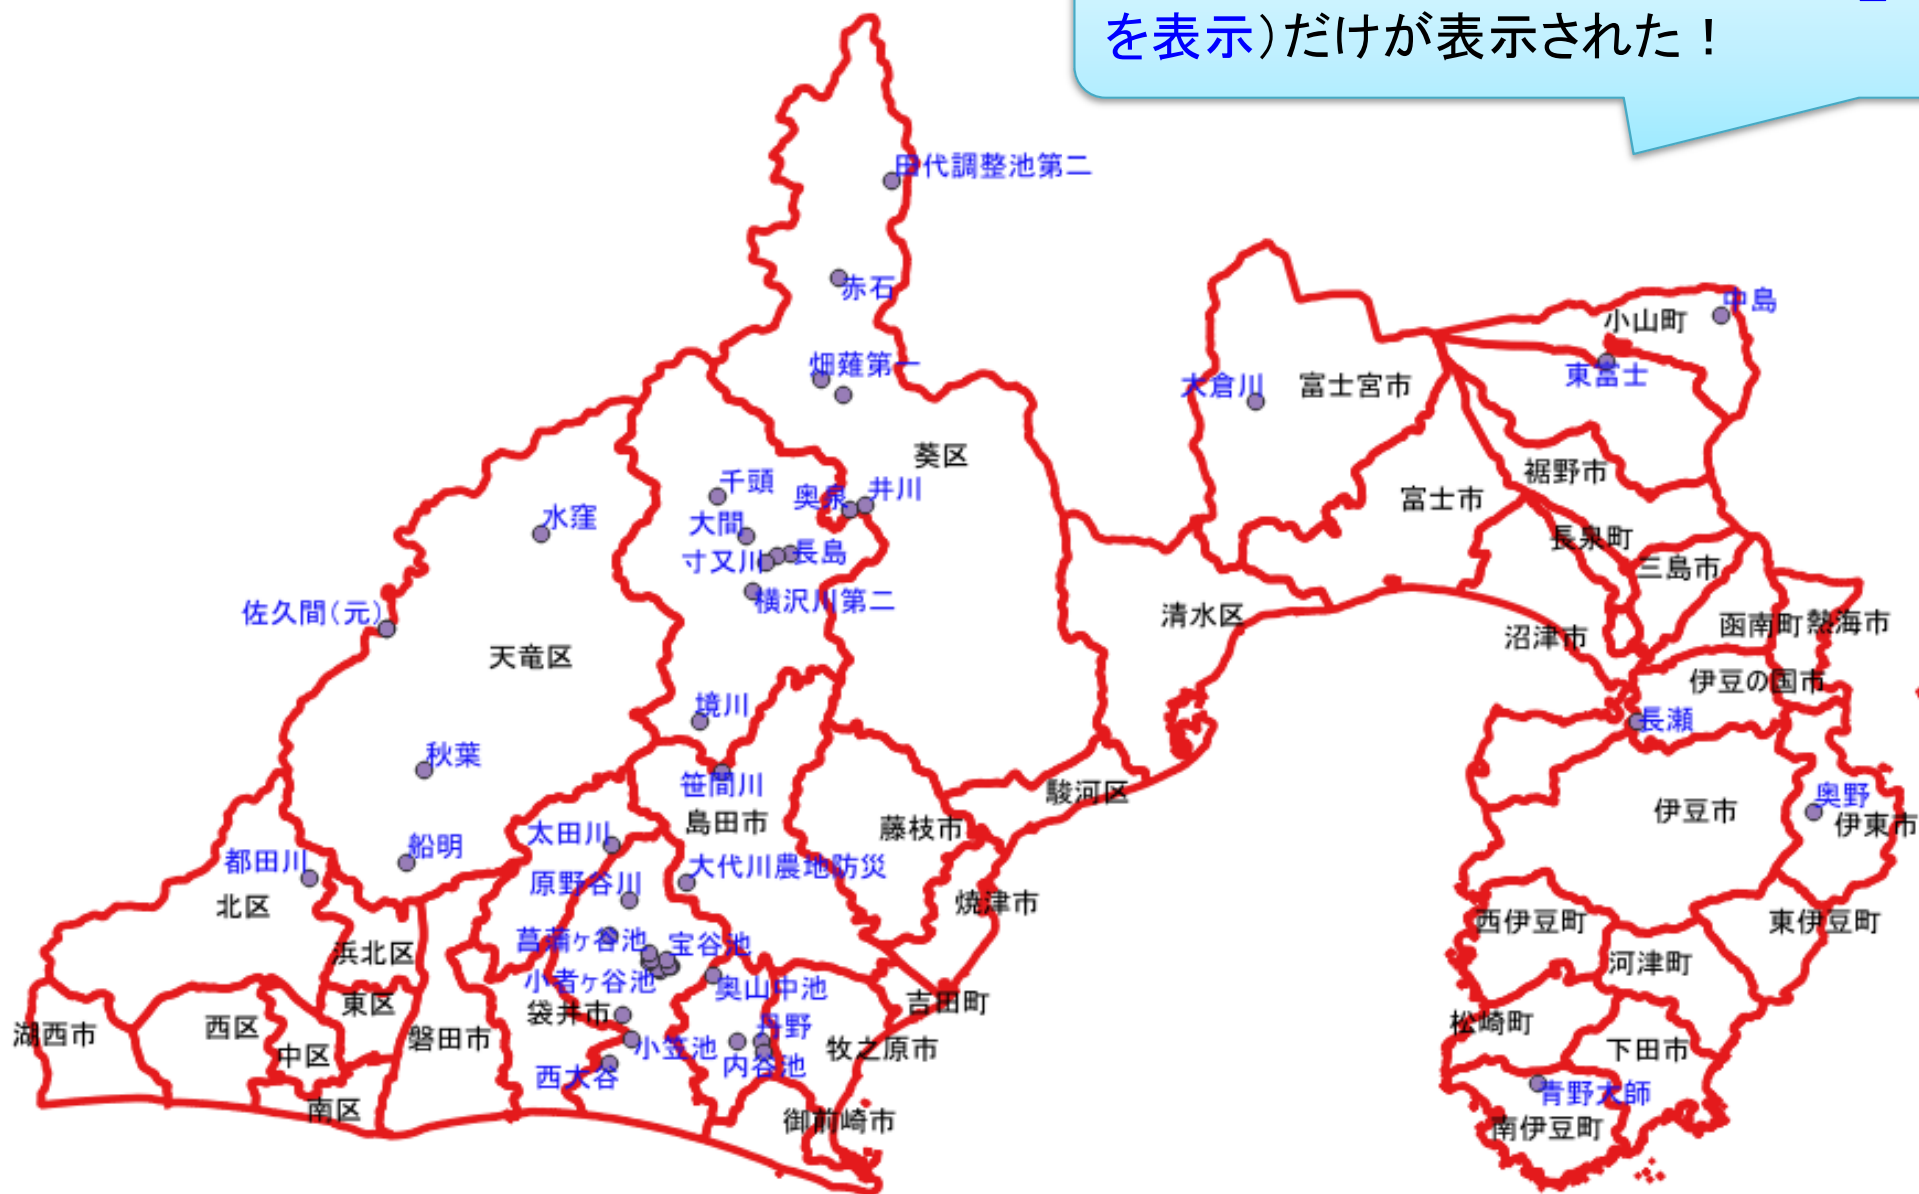 を表示）だけが表示された！
田代調整池第二
赤石
中島
小山町
畑薙第一
東富士
大倉川
富士宮市
葵区
裾野市
千頭
奥泉
井川
富士市
水窪
大間
長泉町
寸又川
長島
三島市
横沢川第二
佐久間（元）
清水区
函南町
熱海市
沼津市
天竜区
伊豆の国市
境川
長瀬
秋葉
笹間川
駿河区
奥野
伊豆市
伊東市
島田市
藤枝市
太田川
船明
都田川
大代川農地防災
原野谷川
焼津市
北区
西伊豆町
東伊豆町
菖蒲ヶ谷池
宝谷池
浜北区
河津町
小者ヶ谷池
奥山中池
東区
吉田町
袋井市
湖西市
西区
松崎町
丹野
磐田市
中区
小笠池
牧之原市
下田市
内谷池
西大谷
青野大師
南区
御前崎市
南伊豆町